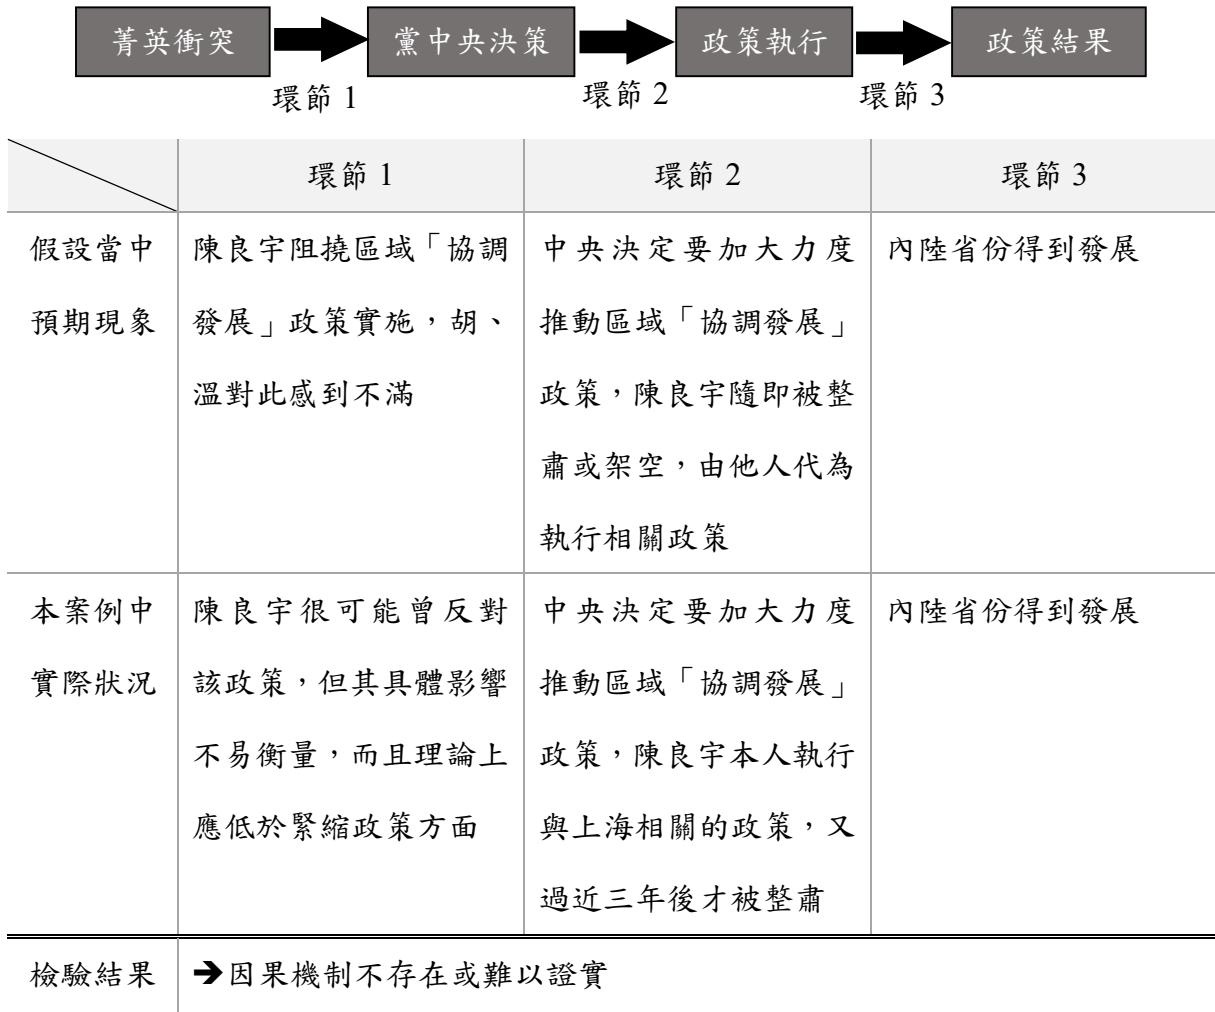 菁英衝突
黨中央決策
政策執行
政策結果
環節 1
環節 2
環節 3
環節 1
環節 2
環節 3
假設當中
預期現象
陳良宇阻撓區域「協調
發展」政策實施，胡、
溫對此感到不滿
中央決定要加大力度
推動區域「協調發展」
政策，陳良宇隨即被整
肅或架空，由他人代為
執行相關政策
內陸省份得到發展
本案例中
實際狀況
陳良宇很可能曾反對
該政策，但其具體影響
不易衡量，而且理論上
應低於緊縮政策方面
中央決定要加大力度
推動區域「協調發展」
政策，陳良宇本人執行
與上海相關的政策，又
過近三年後才被整肅
內陸省份得到發展
檢驗結果
➔因果機制不存在或難以證實